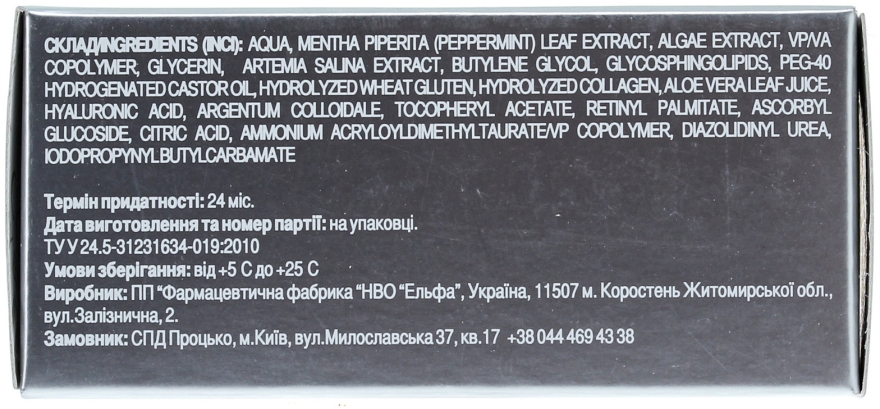 СКЛАД/INGREDIENTS (INCI): AQUA, MENTHA PIPERITA (PEPPERMINT) LEAF EXTRACT, ALGAE EXTRACT, VP/VA
COPOLYMER, GLYCERIN, ARTEMIA SALINA EXTRACT, BUTYLENE GLYCOL, GLYCOSPHINGOLIPIDS, PEG-40
HYDROGENATED CASTOR OIL, HYDROLYZED WHEAT GLUTEN, HYDROLYZED COLLAGEN, ALOE VERA LEAF JUICE,
HYALURONIC ACID, ARGENTUM COLLOIDALE, TOCOPHERYL ACETATE, RETINYL PALMITATE, ASCORBYL
GLUCOSIDE, CITRIC ACID, AMMONIUM ACRYLOYLDIMETHYLTAURATE/VP COPOLYMER, DIAZOLIDINYL UREA,
IODOPROPYNYL BUTYLCARBAMATE
Термін придатності: 24 міс.
Дата виготовлення та номер партії: на упаковці.
ТУ У 24.5-31231634-019:2010
Умови зберігання: від +5 С до +25 С
Виробник: ПП “Фармацевтична фабрика “НВО “Ельфа”, Україна, 11507 м. Коростень Житомирської обл.,
вул.Залізнична, 2.
Замовник: СПД Процько, м.Київ, вул.Милославська 37, кв.17 +38 044 469 43 38